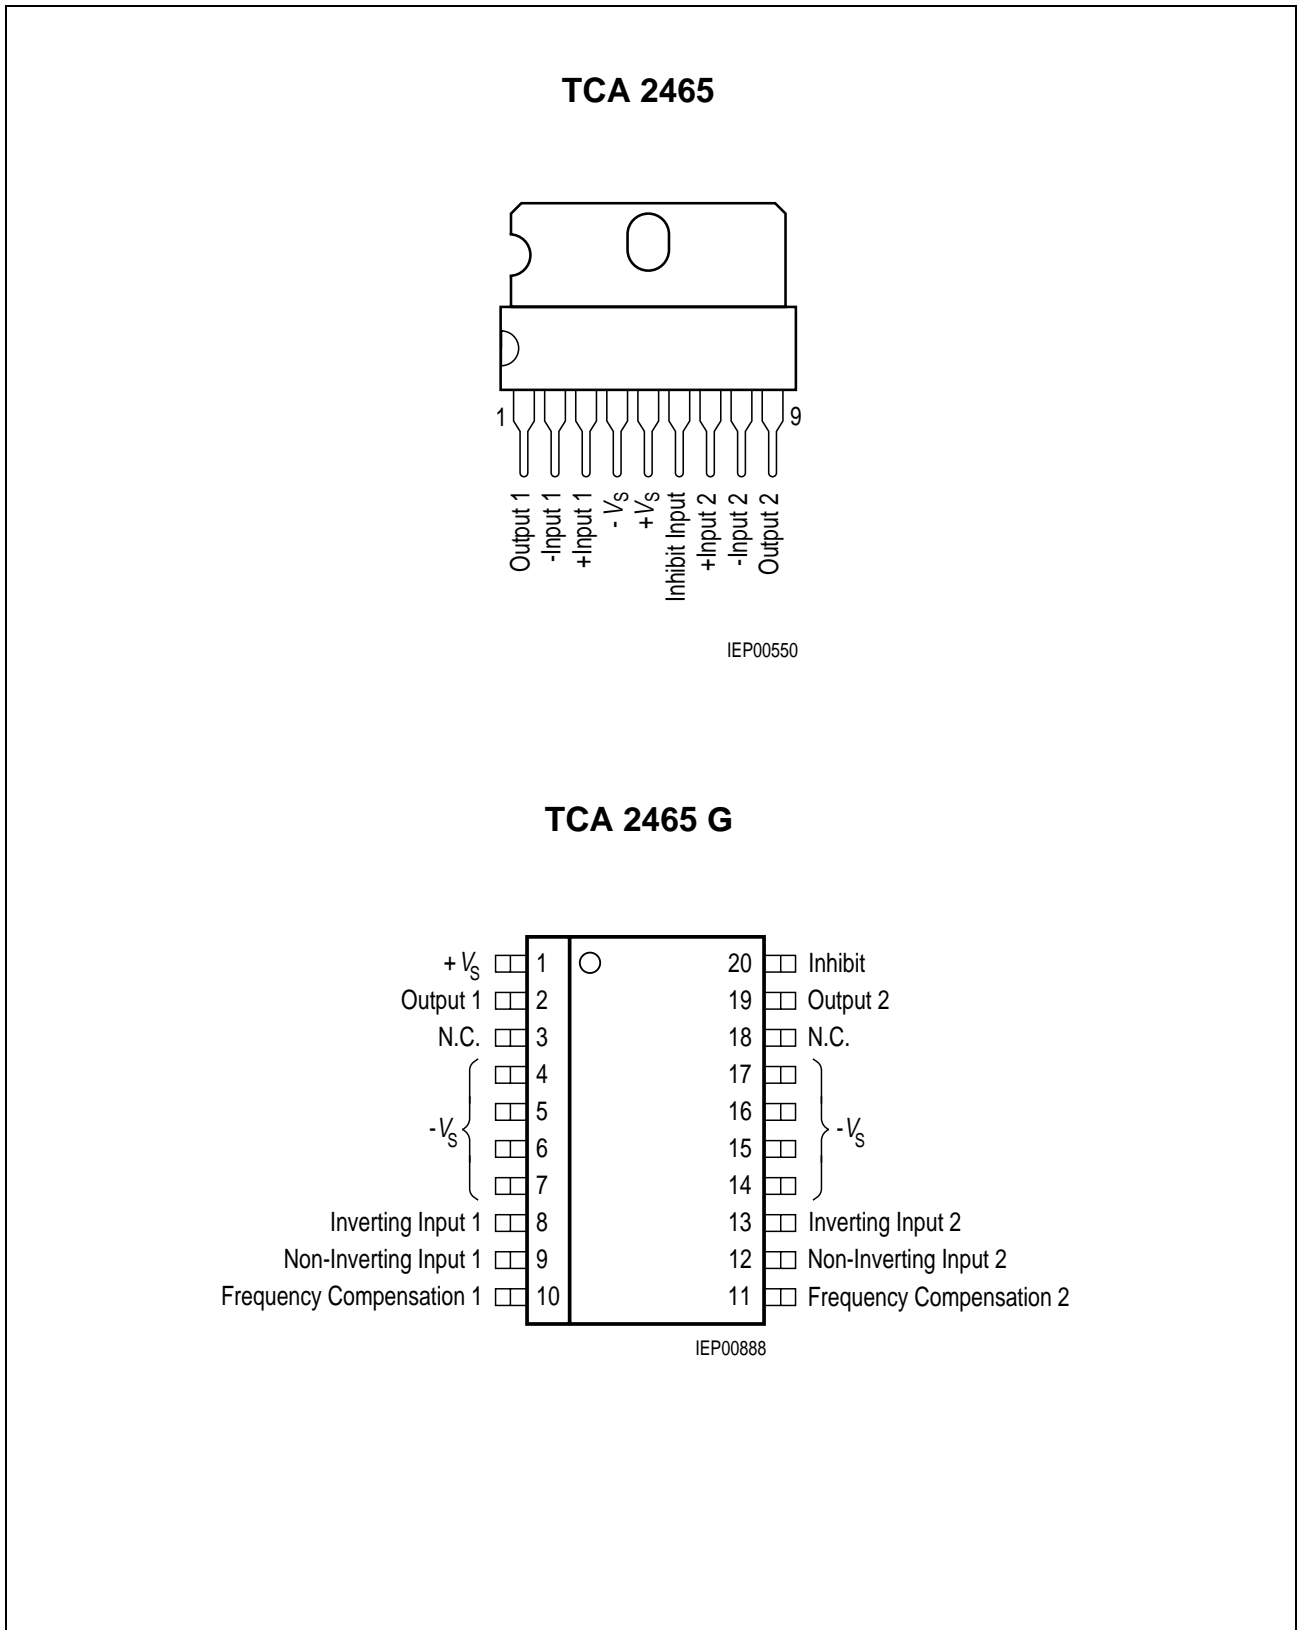 TCA 2465
1
9
Output 1
-Input 1
+Input 1
- VS
+VS
Inhibit Input
+Input 2
-Input 2
Output 2
IEP00550
TCA 2465 G
+ VS 1 20 Inhibit
Output 1 2 19 Output 2
N.C. 3 18 N.C.
4 17
5 16
-VS -VS
6 15
7 14
Inverting Input 1 8 13 Inverting Input 2
Non-Inverting Input 1 9 12 Non-Inverting Input 2
Frequency Compensation 1 10 11 Frequency Compensation 2
IEP00888